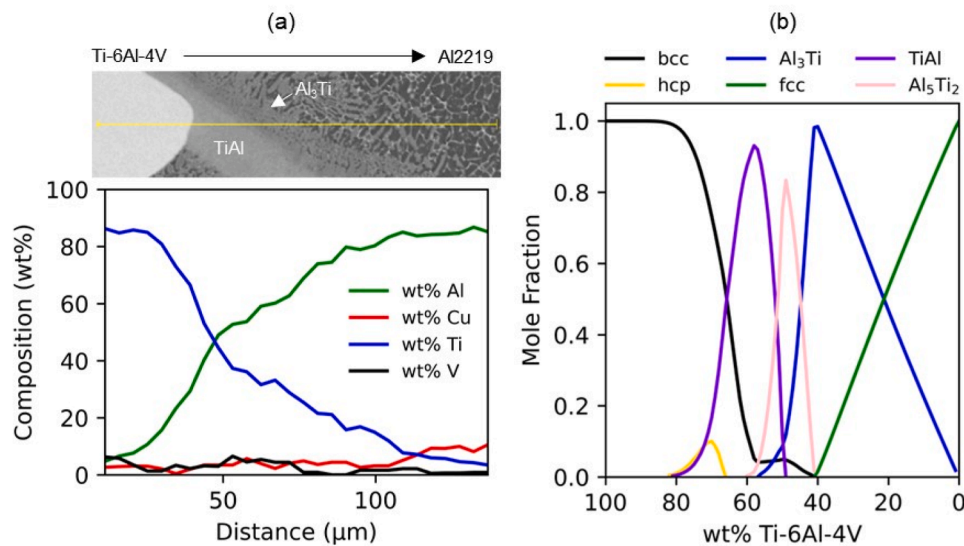 (a)
Ti-6Al-4V
Al2219
Al₃Ti
TiAl
100
80
60
40
20
0
Composition (wt%)
wt% Al
wt% Cu
wt% Ti
wt% V
50
100
Distance (μm)
(b)
bcc
Al₃Ti
TiAl
hcp
fcc
Al₅Ti₂
1.0
0.8
0.6
0.4
0.2
0.0
Mole Fraction
100
80
60
40
20
0
wt% Ti-6Al-4V